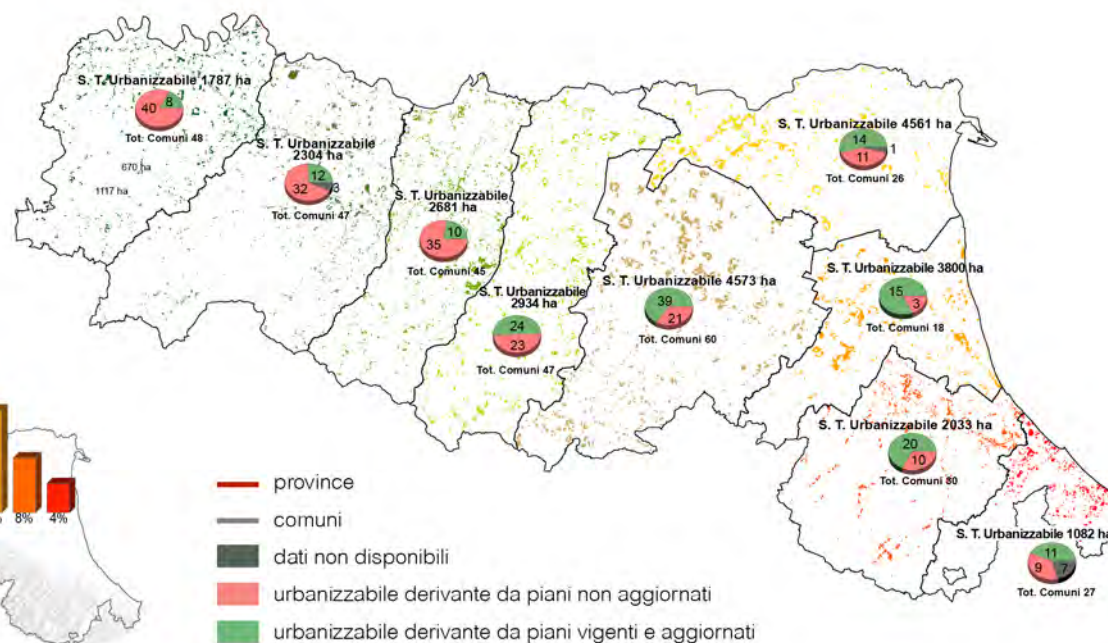 S. T. Urbanizzabile 1787 ha
40 8
Tot. Comuni 48
670 ha
1117 ha
S. T. Urbanizzabile
2304 ha
12
32 3
Tot. Comuni 47
S. T. Urbanizzabile
2681 ha
10
35
Tot. Comuni 45
S. T. Urbanizzabile
2934 ha
24
23
Tot. Comuni 47
S. T. Urbanizzabile 4573 ha
39
21
Tot. Comuni 60
S. T. Urbanizzabile 4561 ha
14
11 1
Tot. Comuni 26
S. T. Urbanizzabile 3800 ha
15
3
Tot. Comuni 18
S. T. Urbanizzabile 2033 ha
20
10
Tot. Comuni 30
S. T. Urbanizzabile 1082 ha
11
9 7
Tot. Comuni 27
% 8% 4%
province
comuni
dati non disponibili
urbanizzabile derivante da piani non aggiornati
urbanizzabile derivante da piani vigenti e aggiornati